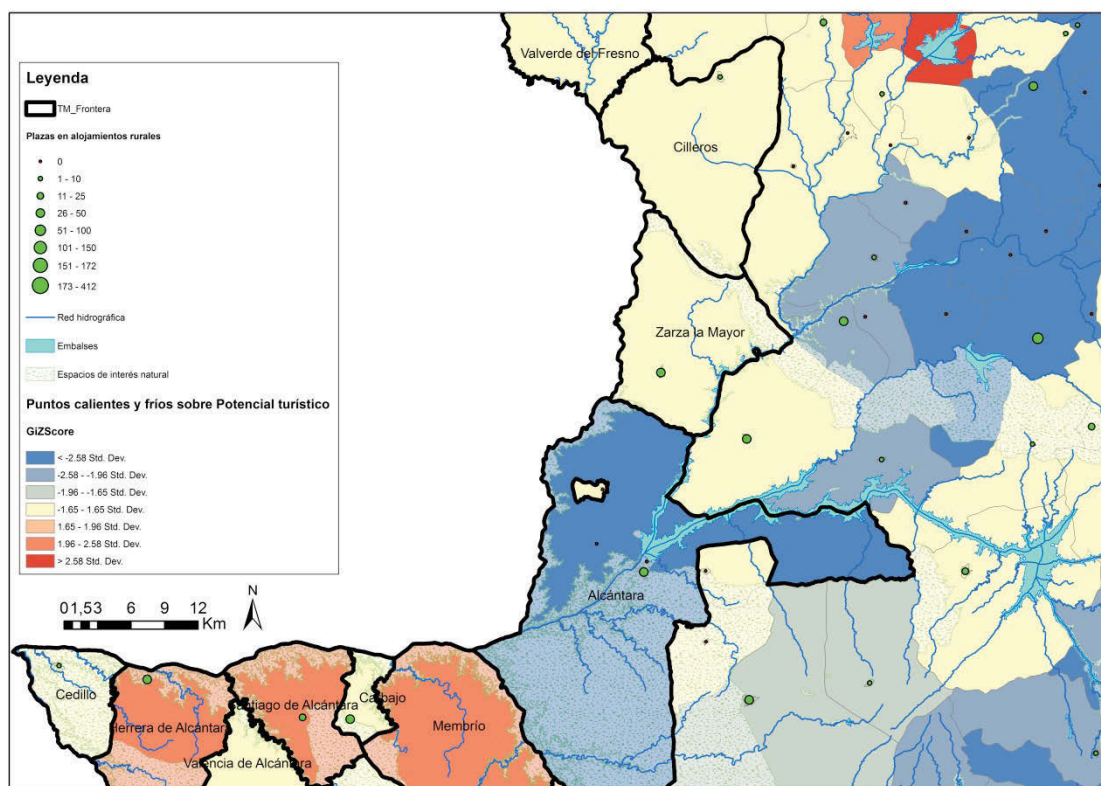 Leyenda
TM_Frontera
Plazas en alojamientos rurales
0
1 - 10
11 - 25
26 - 50
51 - 100
101 - 150
151 - 172
173 - 412
Red hidrográfica
Embalses
Espacios de interés natural
Puntos calientes y fríos sobre Potencial turístico
GiZScore
< -2.58 Std. Dev.
-2.58 - -1.96 Std. Dev.
-1.96 - -1.65 Std. Dev.
-1.65 - 1.65 Std. Dev.
1.65 - 1.96 Std. Dev.
1.96 - 2.58 Std. Dev.
> 2.58 Std. Dev.
0 1,5 3 6 9 12
Km
N
Valverde del Fresno
Cilleros
Zarza la Mayor
Alcántara
Cedillo
Herrera de Alcántara
Santiago de Alcántara
Carbajo
Membrío
Valencia de Alcántara